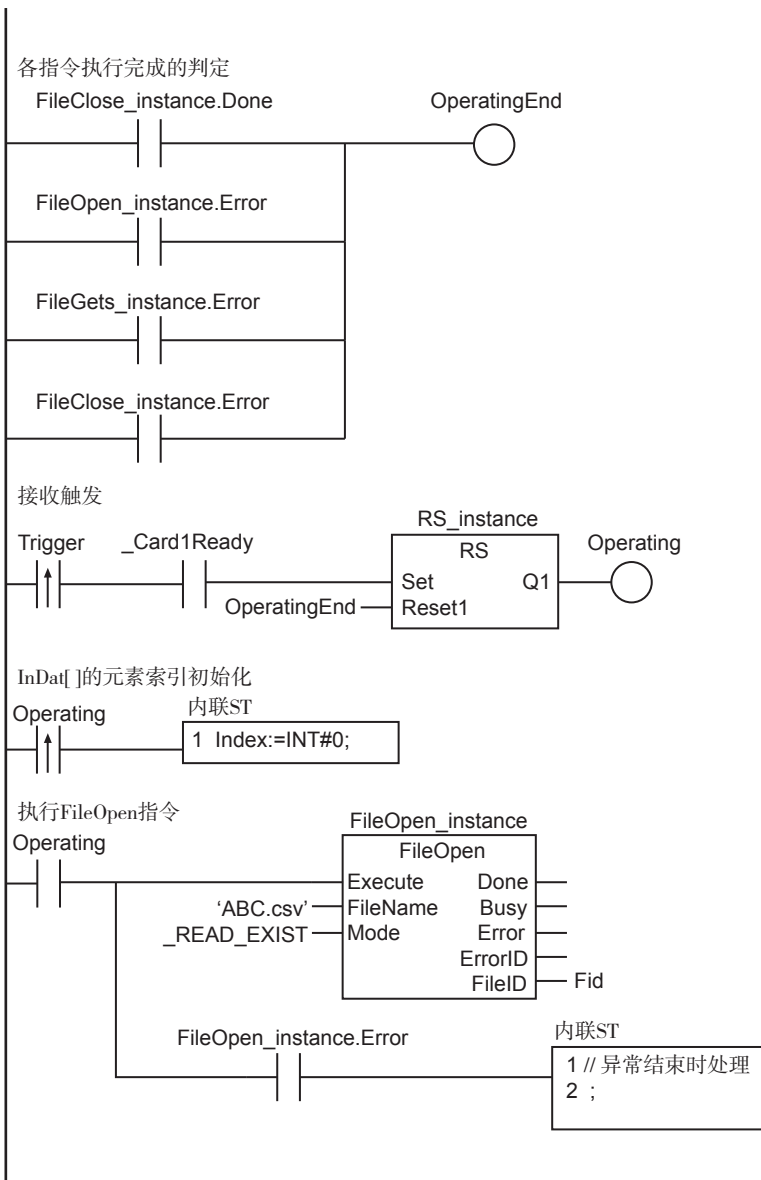 各指令执行完成的判定
FileClose_instance.Done
OperatingEnd
FileOpen_instance.Error
FileGets_instance.Error
FileClose_instance.Error
接收触发
RS_instance
Trigger
_Card1Ready
RS
Operating
Set
Q1
OperatingEnd
Reset1
InDat[ ]的元素索引初始化
Operating
内联ST
1 Index:=INT#0;
执行FileOpen指令
FileOpen_instance
Operating
FileOpen
Execute
Done
‘ABC.csv’
FileName
Busy
_READ_EXIST
Mode
Error
ErrorID
FileID
Fid
FileOpen_instance.Error
内联ST
1 // 异常结束时处理
2 ;